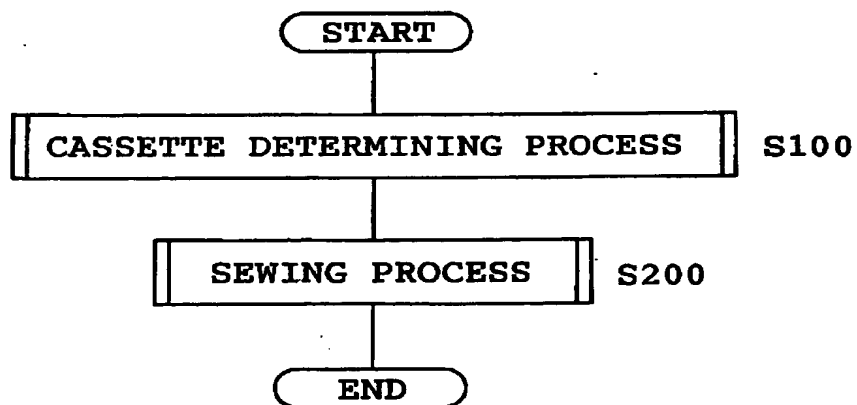 START
CASSETTE DETERMINING PROCESS S100
SEWING PROCESS S200
END